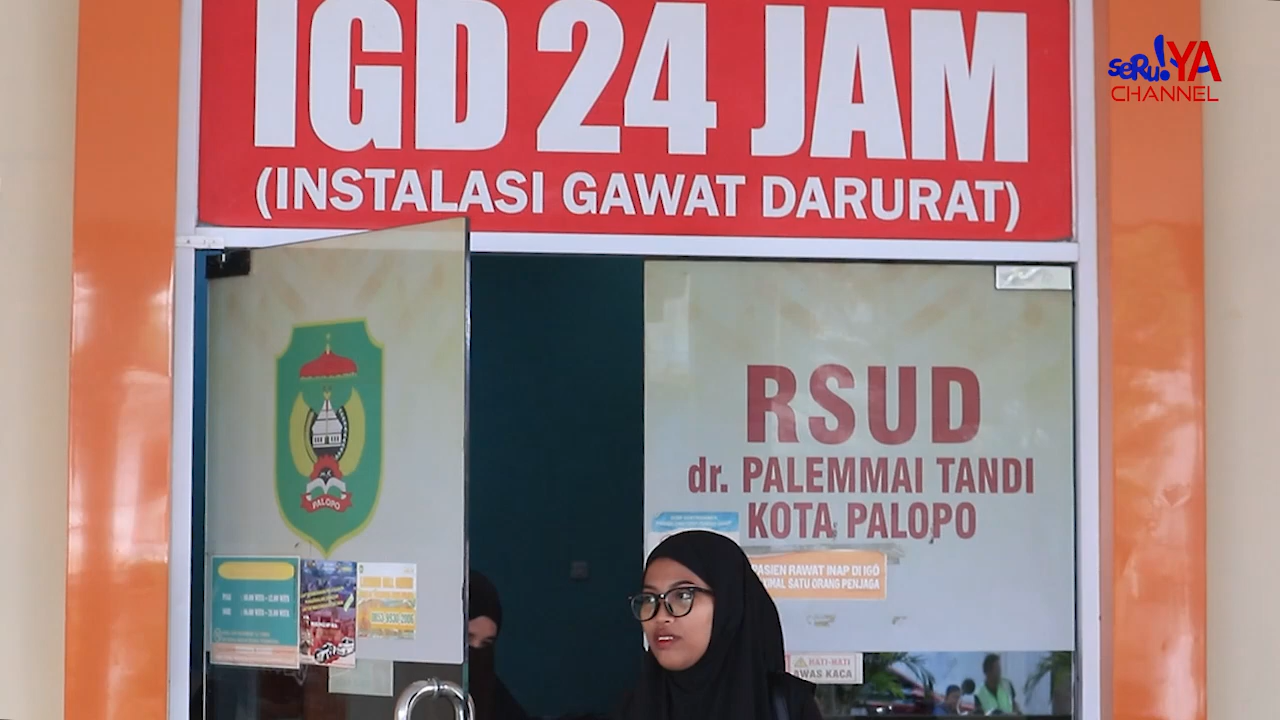 IGD 24 JAM
(INSTALASI GAWAT DARURAT)
seRu!YA
CHANNEL
RSUD
dr. PALEMMAI TANDI
KOTA PALOPO
PALOPO
PASIEN RAWAT INAP DI IGD
SATU ORANG PENJAGA
HATI-HATI
AWAS KACA